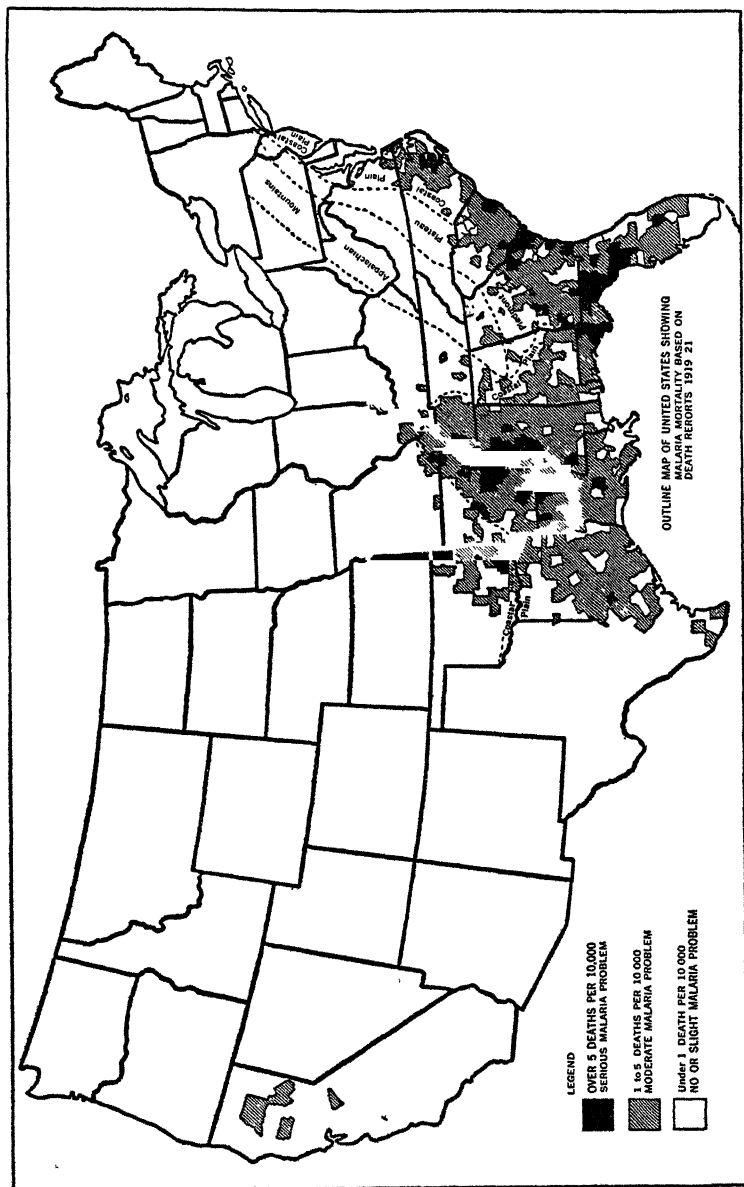 OUTLINE MAP OF UNITED STATES SHOWING
MALARIA MORTALITY BASED ON
DEATH RERORTS 1919 21
LEGEND
OVER 5 DEATHS PER 10,000
SERIOUS MALARIA PROBLEM
1 to 5 DEATHS PER 10 000
MODERATE MALARIA PROBLEM
Under 1 DEATH PER 10 000
NO OR SLIGHT MALARIA PROBLEM
Coastal
Plain
Mountains
Appalachian
Plateau
Plain
Coastal
Piedmont
Coastal Plain
Coastal
Plain